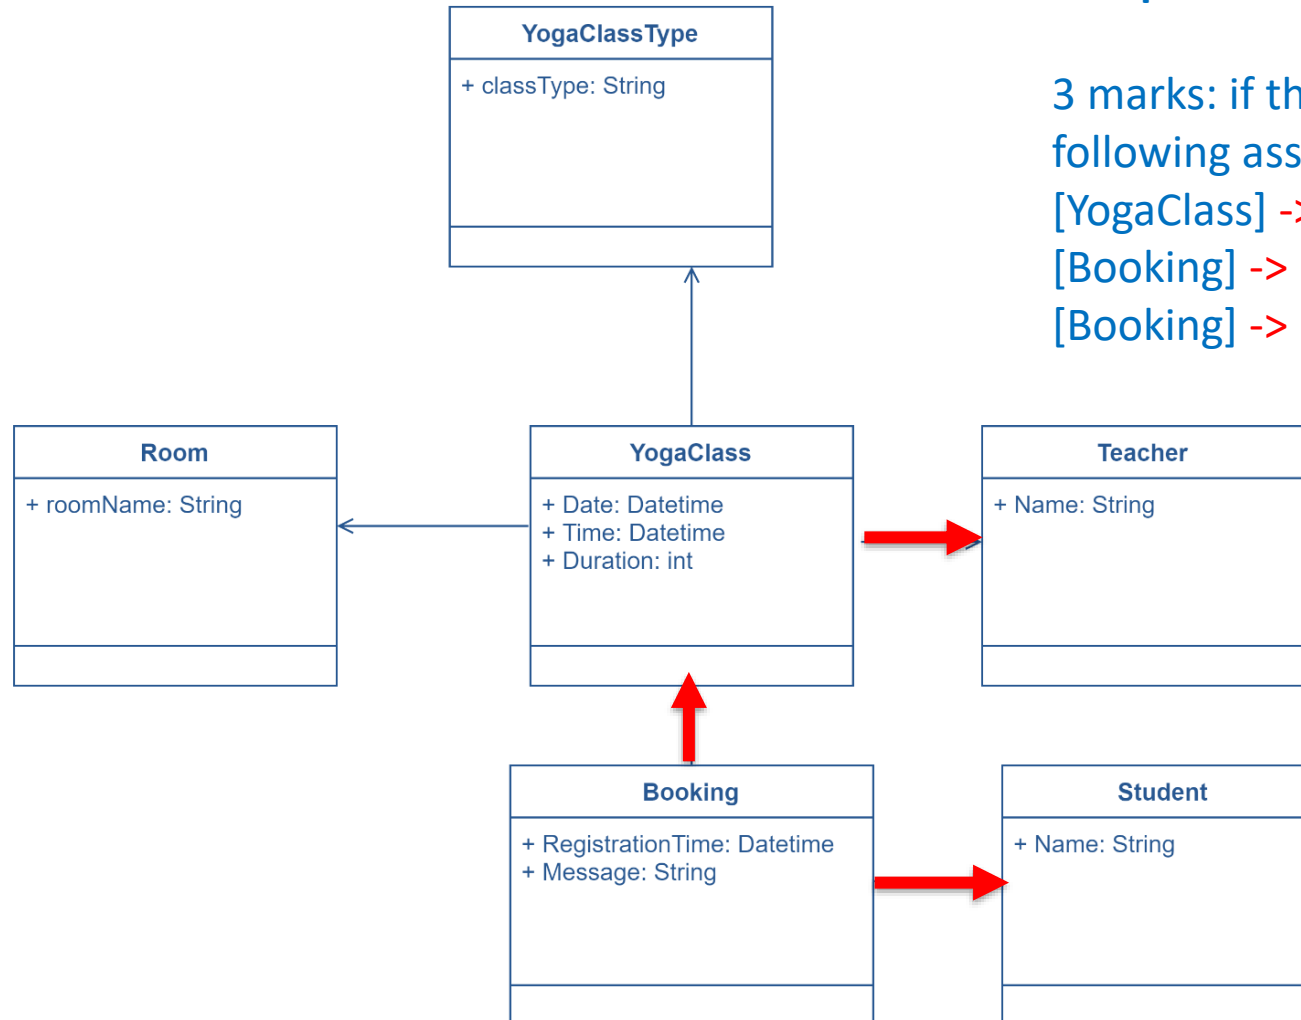 YogaClassType
+ classType: String
3 marks: if th
following ass
[YogaClass] ->
[Booking] ->
[Booking] ->
Room
+ roomName: String
YogaClass
+ Date: Datetime
+ Time: Datetime
+ Duration: int
Teacher
+ Name: String
Booking
+ RegistrationTime: Datetime
+ Message: String
Student
+ Name: String